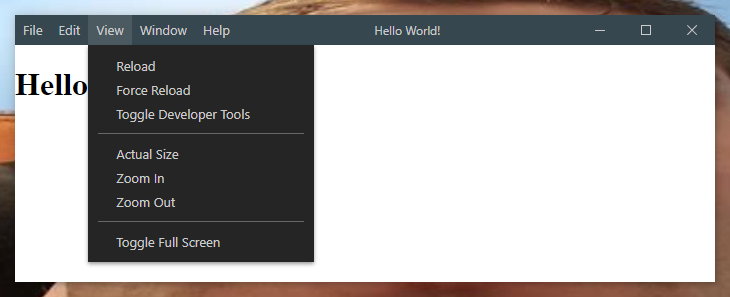 File Edit View Window Help Hello World!
Hello
Reload
Force Reload
Toggle Developer Tools
Actual Size
Zoom In
Zoom Out
Toggle Full Screen